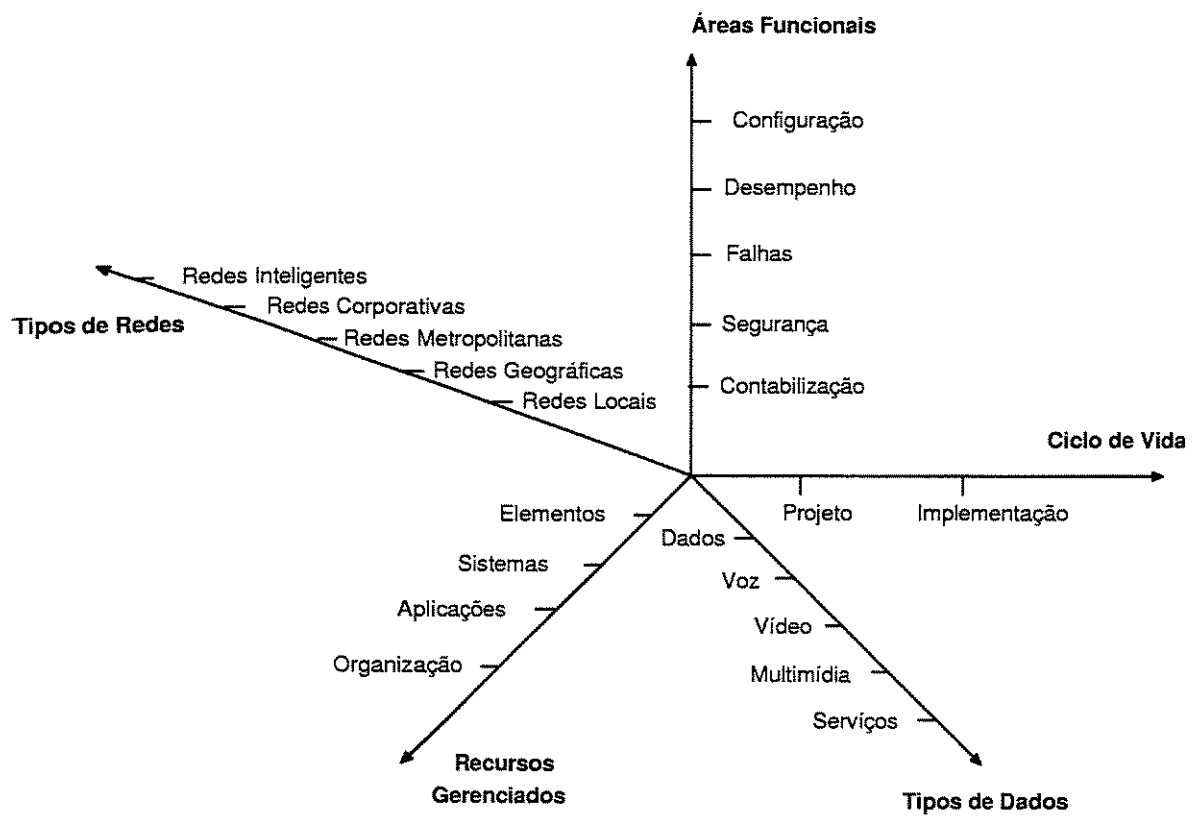 Áreas Funcionais
Configuração
Desempenho
Falhas
Segurança
Contabilização
Redes Inteligentes
Redes Corporativas
Tipos de Redes
Redes Metropolitanas
Redes Geográficas
Redes Locais
Ciclo de Vida
Projeto
Implementação
Elementos
Sistemas
Aplicações
Organização
Recursos
Gerenciados
Dados
Voz
Vídeo
Multimídia
Servíços
Tipos de Dados